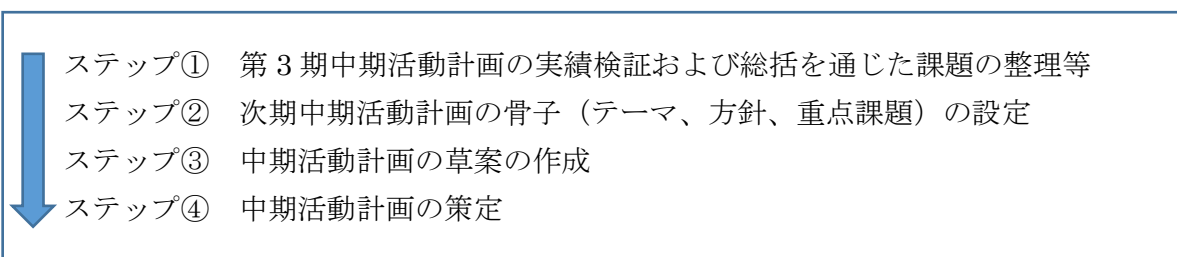 ステップ①　第３期中期活動計画の実績検証および総括を通じた課題の整理等
ステップ②　次期中期活動計画の骨子（テーマ、方針、重点課題）の設定
ステップ③　中期活動計画の草案の作成
ステップ④　中期活動計画の策定